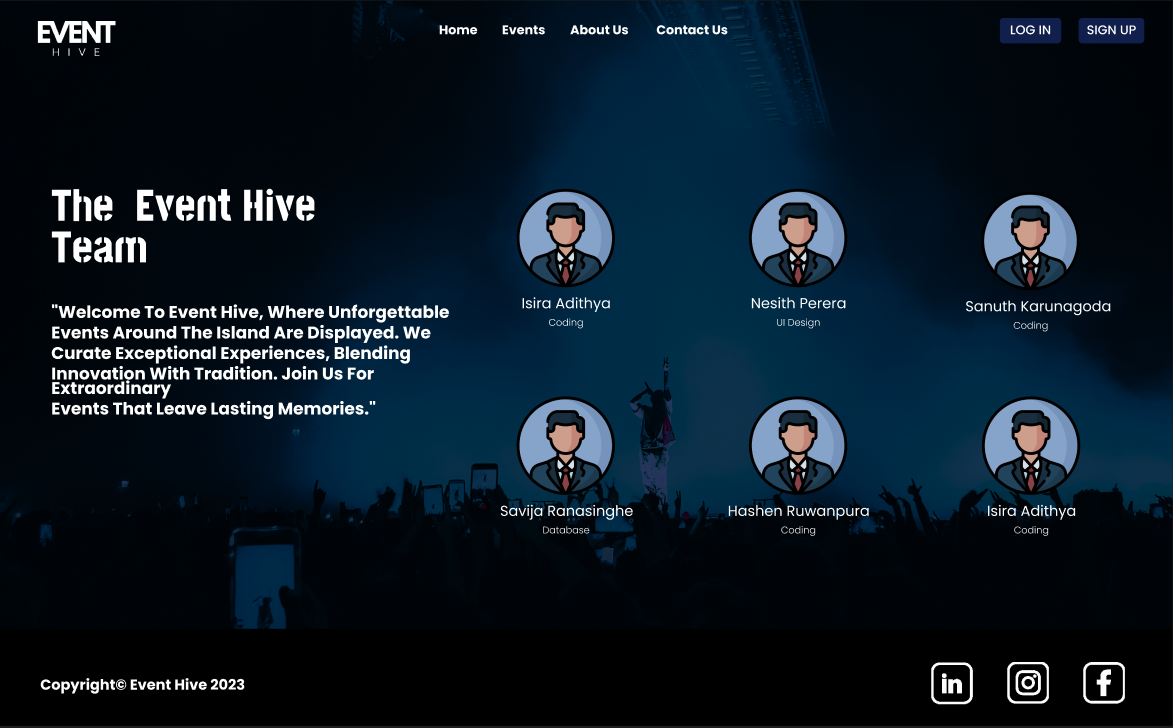 EVENT
HIVE
Home Events About Us Contact Us
LOG IN
SIGN UP
The Event Hive
Team
"Welcome To Event Hive, Where Unforgettable
Events Around The Island Are Displayed. We
Curate Exceptional Experiences, Blending
Innovation With Tradition. Join Us For
Extraordinary
Events That Leave Lasting Memories."
Isira Adithya
Coding
Nesith Perera
UI Design
Sanuth Karunagoda
Coding
Savija Ranasinghe
Database
Hashen Ruwanpura
Coding
Isira Adithya
Coding
Copyright© Event Hive 2023
in
f